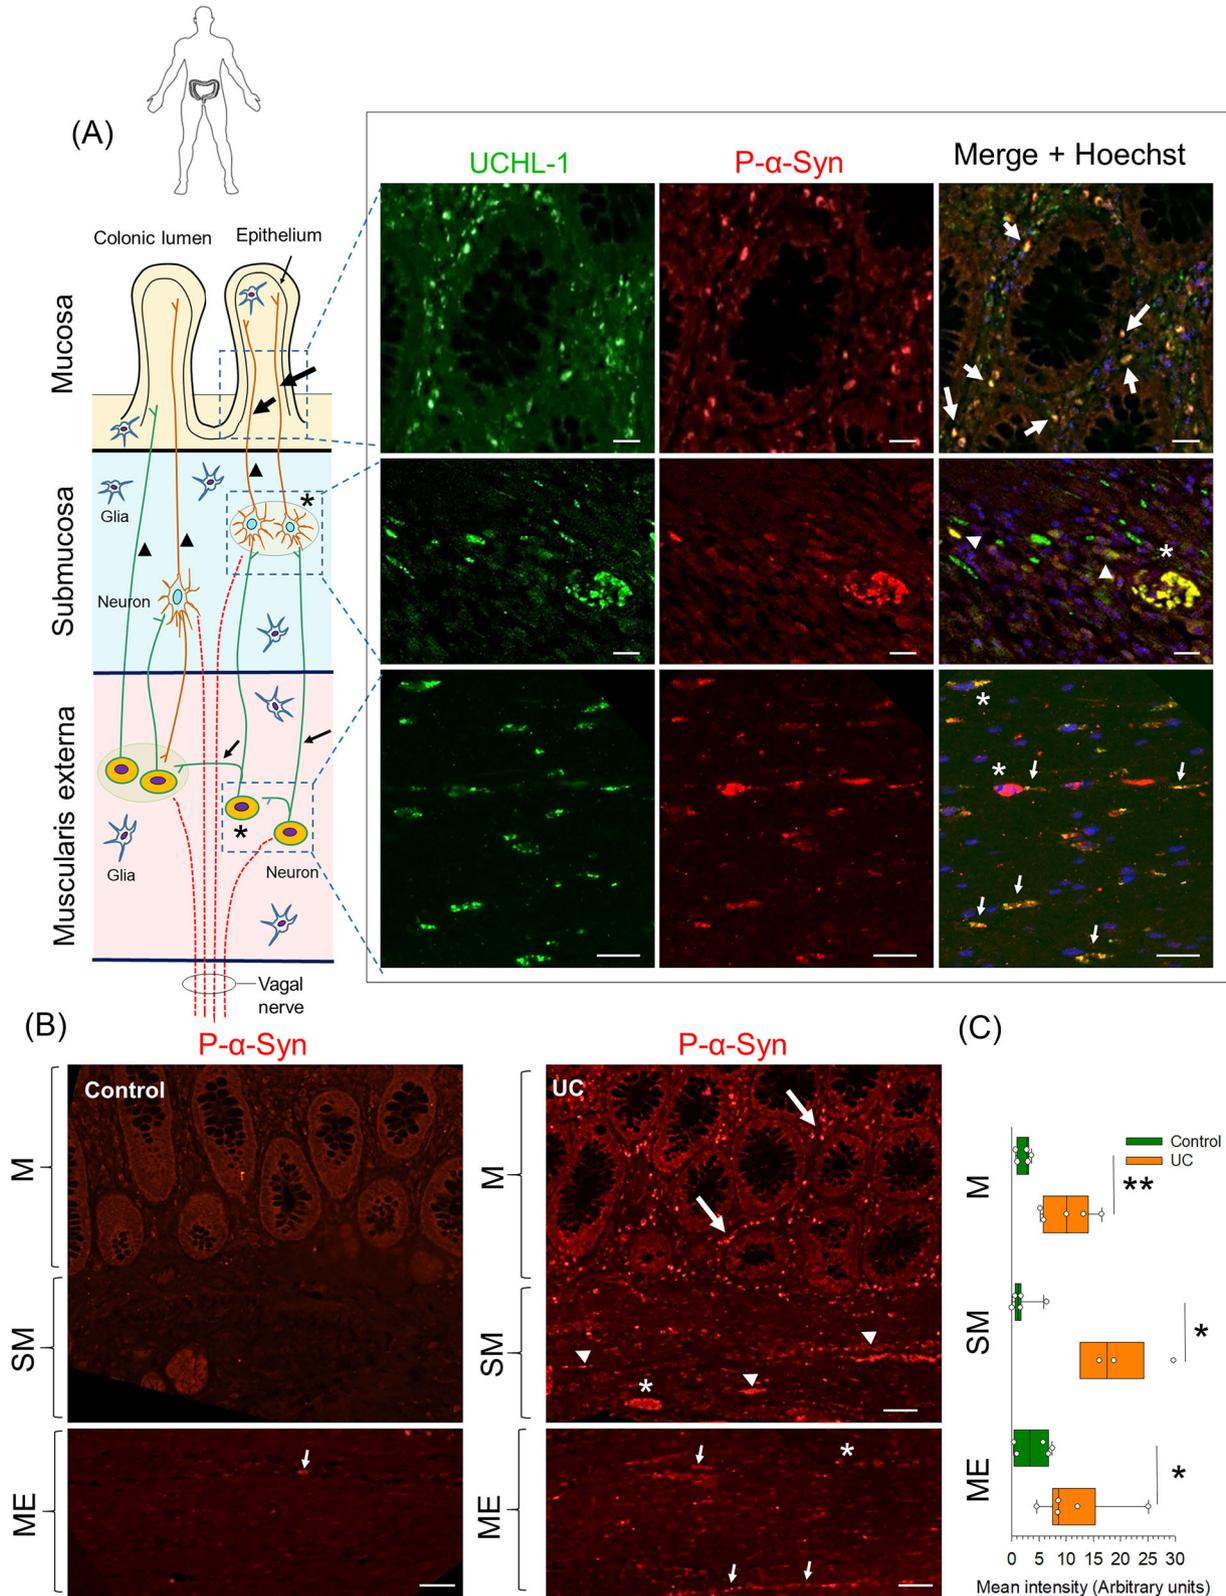 (A)
UCHL-1
P-α-Syn
Merge + Hoechst
Colonic lumen
Epithelium
Mucosa
Glia
Neuron
Submucosa
*
*
Muscularis externa
*
*
*
Glia
Neuron
Vagal
nerve
(B)
P-α-Syn
P-α-Syn
(C)
Control
UC
M
M
SM
SM
*
ME
ME
*
Control
UC
M
**
SM
*
ME
*
0 5 10 15 20 25 30
Mean intensity (Arbitrary units)